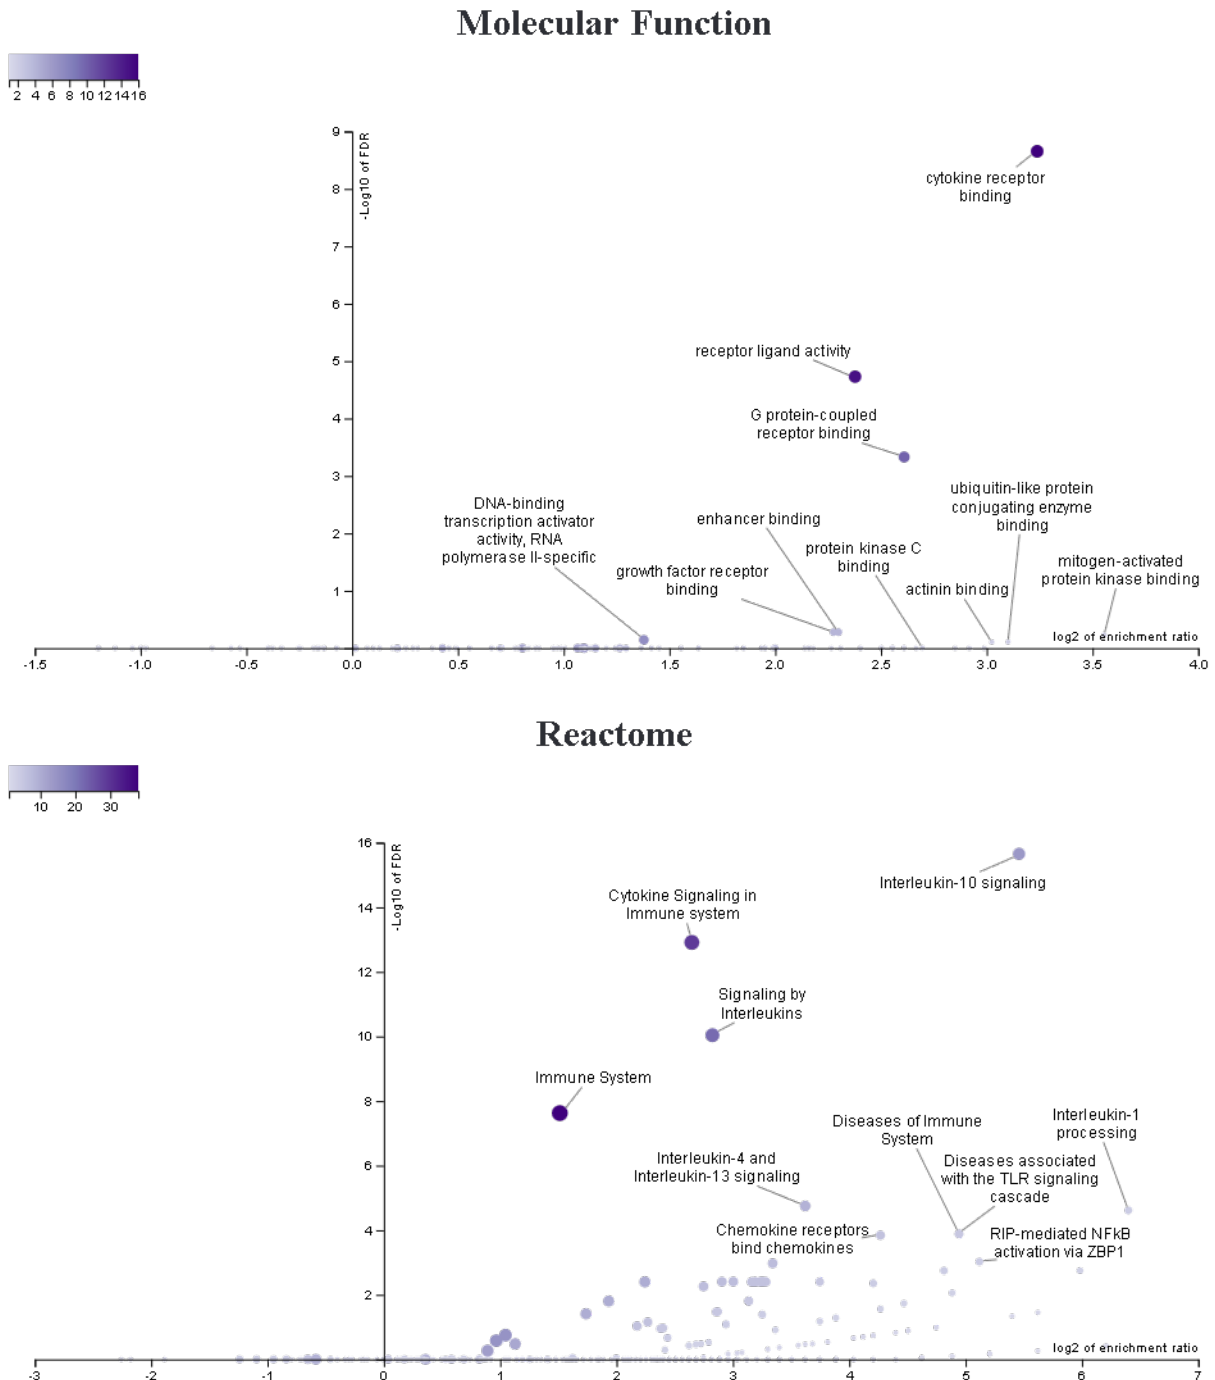 Molecular Function
2 4 6 8 10 12 14 16
9
-Log10 of FDR
8
7
6
5
4
3
2
1
cytokine receptor
binding
receptor ligand activity
G protein-coupled
receptor binding
DNA-binding
transcription activator
activity, RNA
polymerase II-specific
enhancer binding
growth factor receptor
binding
protein kinase C
binding
ubiquitin-like protein
conjugating enzyme
binding
actinin binding
mitogen-activated
protein kinase binding
log2 of enrichment ratio
-1.5 -1.0 -0.5 0.0 0.5 1.0 1.5 2.0 2.5 3.0 3.5 4.0
Reactome
10 20 30
16
-Log10 of FDR
14
12
10
8
6
4
2
Interleukin-10 signaling
Cytokine Signaling in
Immune system
Signaling by
Interleukins
Immune System
Interleukin-4 and
Interleukin-13 signaling
Chemokine receptors
bind chemokines
Diseases of Immune
System
Diseases associated
with the TLR signaling
cascade
Interleukin-1
processing
RIP-mediated NFkB
activation via ZBP1
log2 of enrichment ratio
-3 -2 -1 0 1 2 3 4 5 6 7